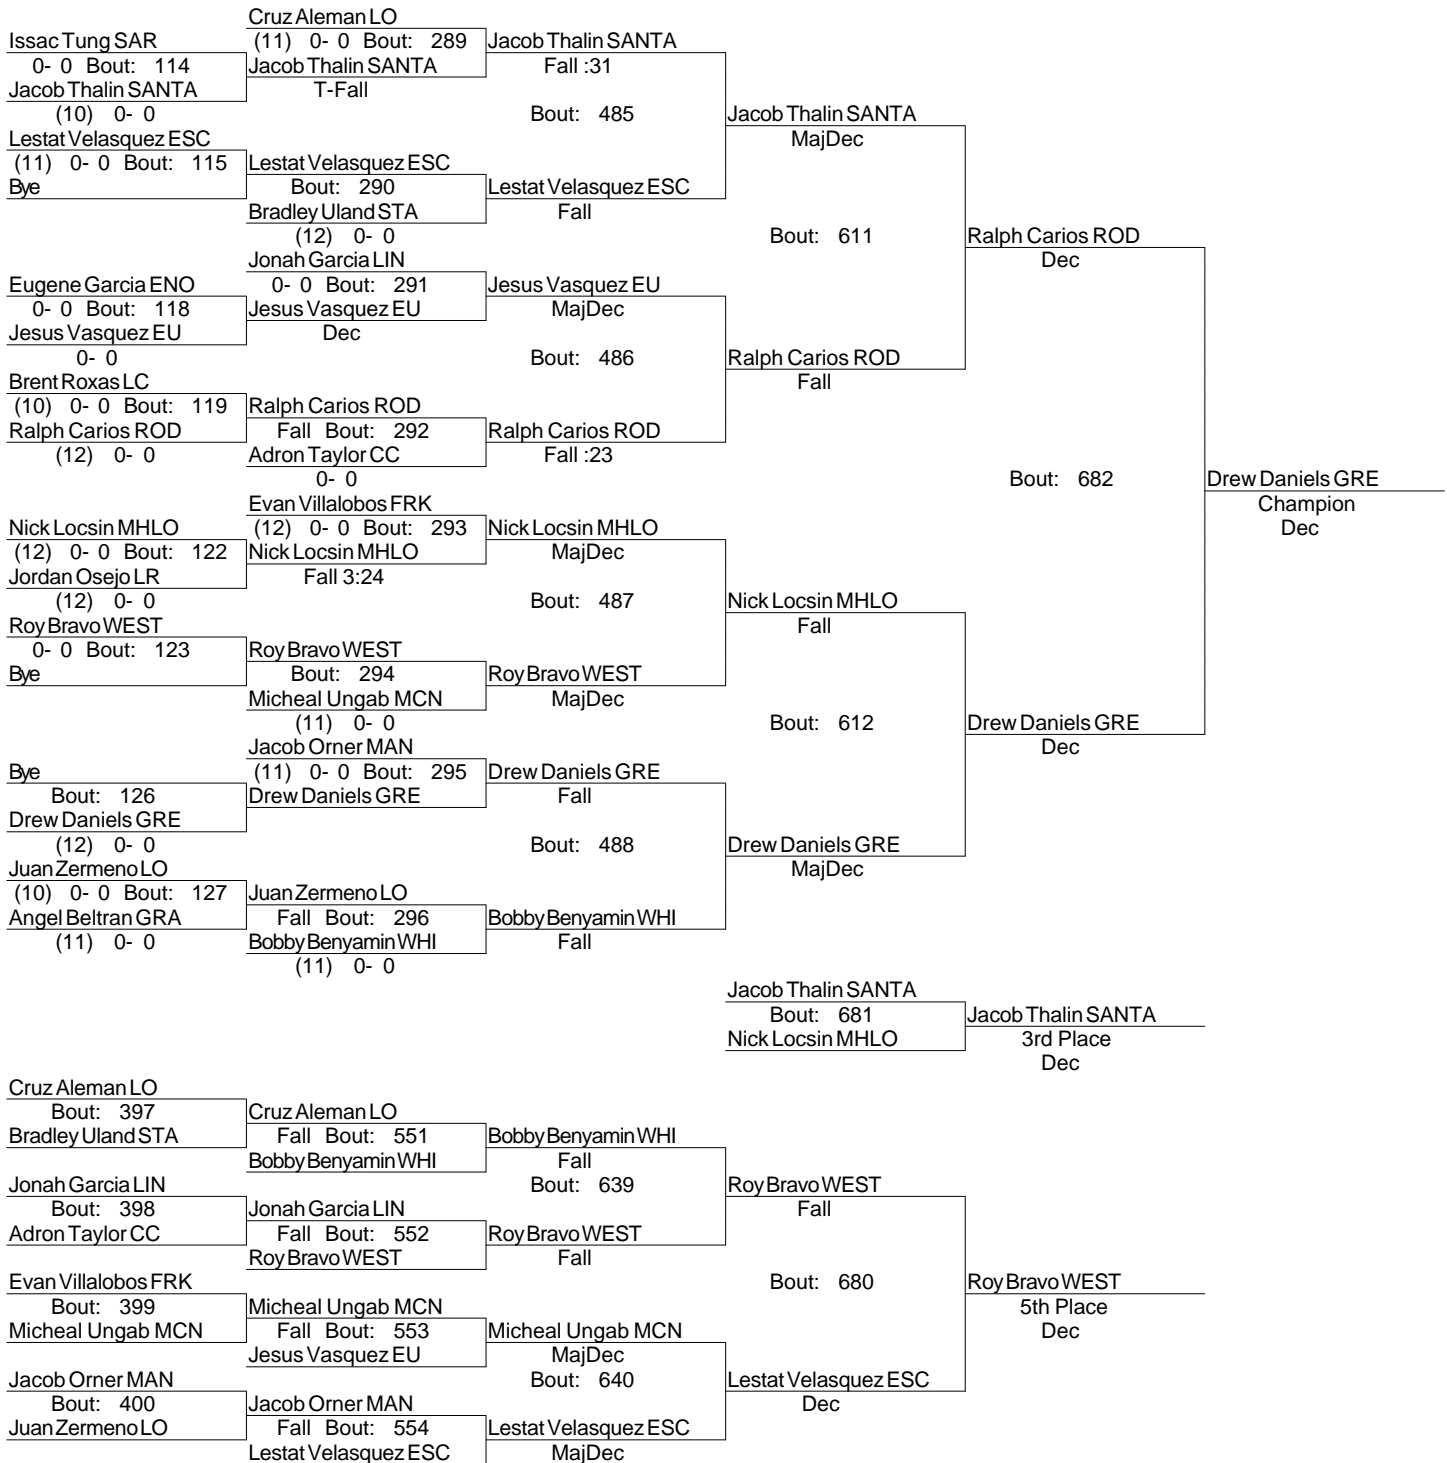 Cruz Aleman LO
Issac Tung SAR
(11) 0- 0 Bout: 289
Jacob Thalin SANTA
0- 0 Bout: 114
Jacob Thalin SANTA
Fall :31
Jacob Thalin SANTA
T-Fall
(10) 0- 0
Bout: 485
Jacob Thalin SANTA
Lestat Velasquez ESC
MajDec
(11) 0- 0 Bout: 115
Lestat Velasquez ESC
Bye
Bout: 290
Lestat Velasquez ESC
Bradley Uland STA
Fall
(12) 0- 0
Bout: 611
Ralph Carios ROD
Jonah Garcia LIN
Dec
Eugene Garcia ENO
0- 0 Bout: 291
Jesus Vasquez EU
0- 0 Bout: 118
Jesus Vasquez EU
MajDec
Jesus Vasquez EU
Dec
0- 0
Bout: 486
Ralph Carios ROD
Brent Roxas LC
Fall
(10) 0- 0 Bout: 119
Ralph Carios ROD
Ralph Carios ROD
Fall Bout: 292
Ralph Carios ROD
(12) 0- 0
Adron Taylor CC
Fall :23
0- 0
Bout: 682
Drew Daniels GRE
Evan Villalobos FRK
Champion
Nick Locsin MHLO
(12) 0- 0 Bout: 293
Nick Locsin MHLO
Dec
(12) 0- 0 Bout: 122
Nick Locsin MHLO
MajDec
Jordan Osejo LR
Fall 3:24
(12) 0- 0
Bout: 487
Nick Locsin MHLO
Roy Bravo WEST
Fall
0- 0 Bout: 123
Roy Bravo WEST
Bye
Bout: 294
Roy Bravo WEST
Micheal Ungab MCN
MajDec
(11) 0- 0
Bout: 612
Drew Daniels GRE
Jacob Orner MAN
Dec
Bye
(11) 0- 0 Bout: 295
Drew Daniels GRE
Bout: 126
Drew Daniels GRE
Fall
Drew Daniels GRE
(12) 0- 0
Bout: 488
Drew Daniels GRE
Juan Zermeno LO
MajDec
(10) 0- 0 Bout: 127
Juan Zermeno LO
Angel Beltran GRA
Fall Bout: 296
Bobby Benyamin WHI
(11) 0- 0
Bobby Benyamin WHI
Fall
(11) 0- 0
Jacob Thalin SANTA
Bout: 681
Jacob Thalin SANTA
Nick Locsin MHLO
3rd Place
Dec
Cruz Aleman LO
Bout: 397
Cruz Aleman LO
Bradley Uland STA
Fall Bout: 551
Bobby Benyamin WHI
Bobby Benyamin WHI
Fall
Jonah Garcia LIN
Bout: 639
Roy Bravo WEST
Bout: 398
Jonah Garcia LIN
Fall
Adron Taylor CC
Fall Bout: 552
Roy Bravo WEST
Roy Bravo WEST
Fall
Evan Villalobos FRK
Bout: 680
Roy Bravo WEST
Bout: 399
Micheal Ungab MCN
5th Place
Micheal Ungab MCN
Fall Bout: 553
Micheal Ungab MCN
Dec
Jesus Vasquez EU
MajDec
Jacob Orner MAN
Bout: 640
Lestat Velasquez ESC
Bout: 400
Jacob Orner MAN
Dec
Juan Zermeno LO
Fall Bout: 554
Lestat Velasquez ESC
Lestat Velasquez ESC
MajDec